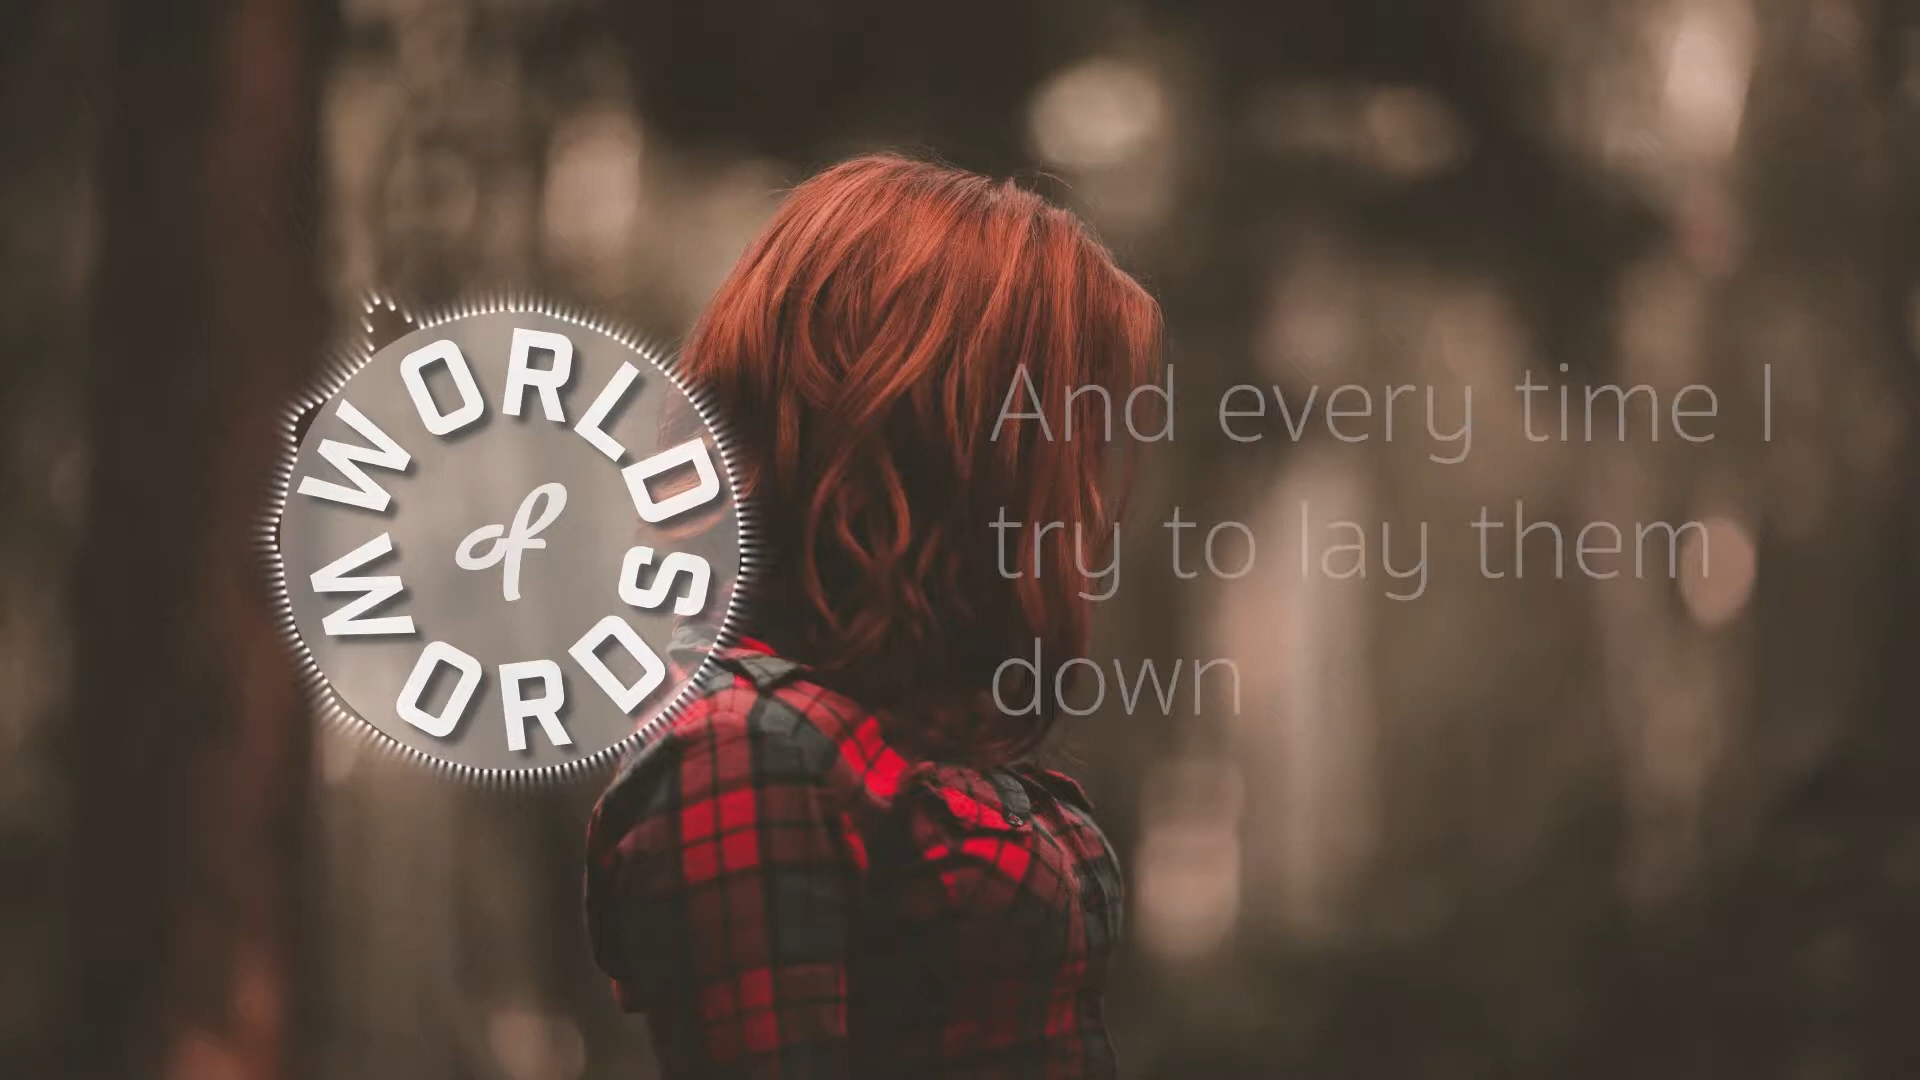 WORLDS
of
WORDS
And every time I
try to lay them
down